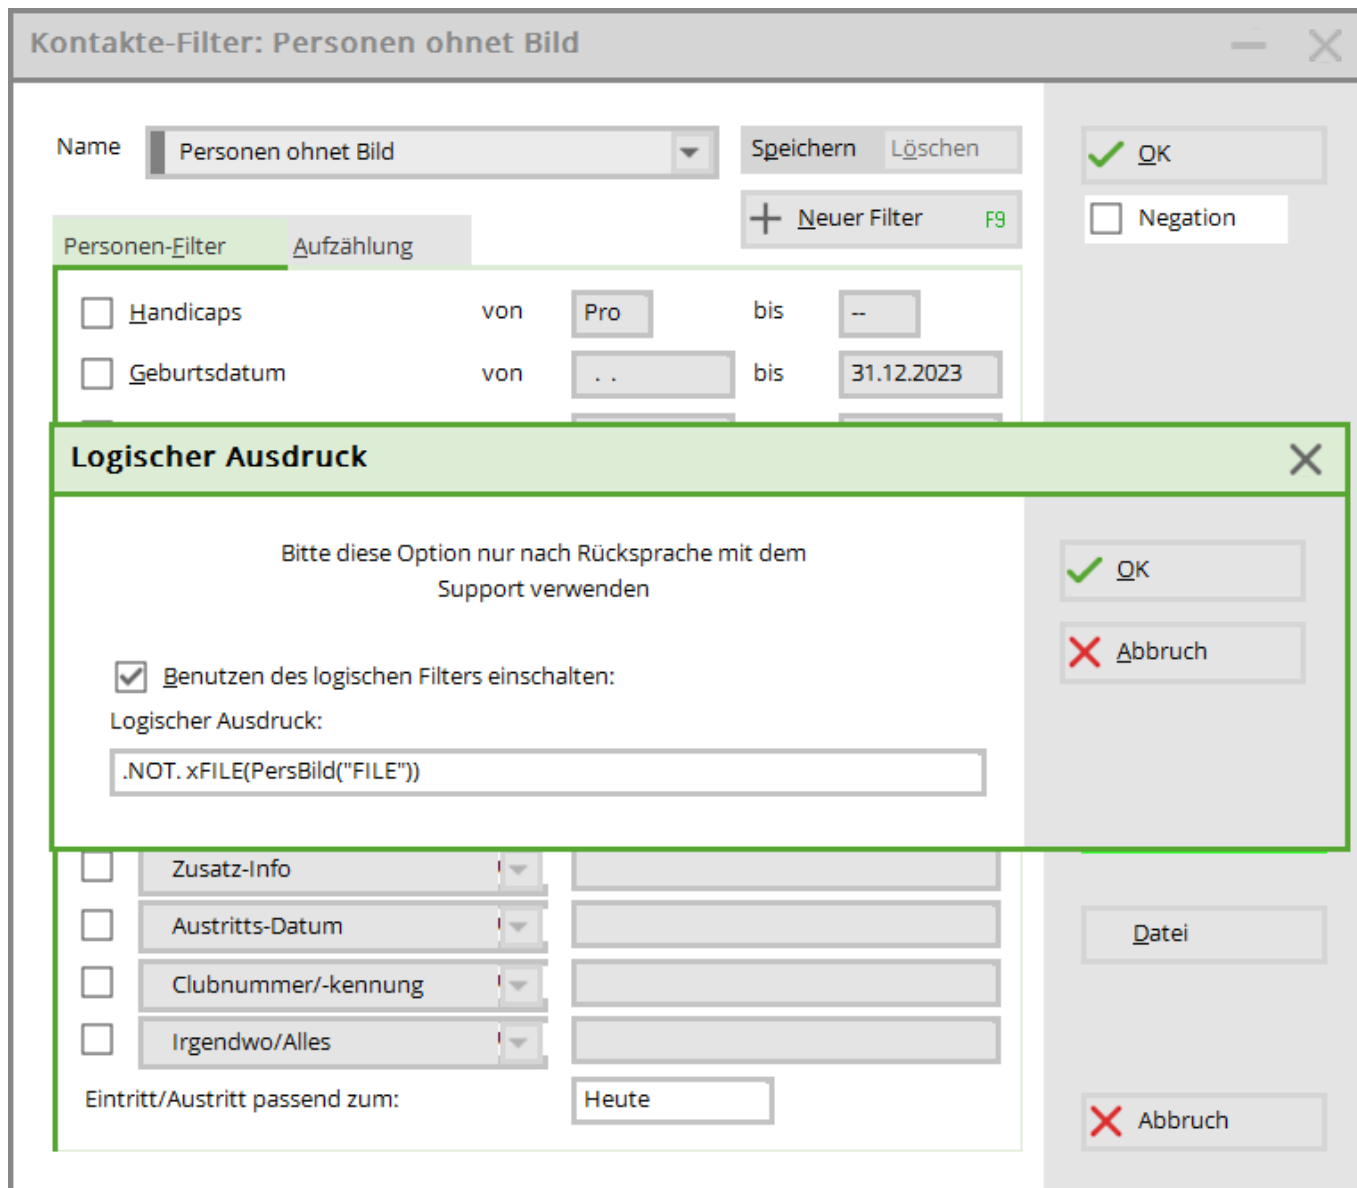 Kontakte-Filter: Personen ohnet Bild
Name Personen ohnet Bild Speichern Löschen OK
Neuer Filter F9 Negation
Personen-Filter Aufzählung
Handicaps von Pro bis --
Geburtsdatum von . . bis 31.12.2023
Logischer Ausdruck
Bitte diese Option nur nach Rücksprache mit dem
Support verwenden
OK
Abbruch
Benutzen des logischen Filters einschalten:
Logischer Ausdruck:
.NOT. xFILE(PersBild("FILE"))
Zusatz-Info
Austritts-Datum Datei
Clubnummer/-kennung
Irgendwo/Alles
Eintritt/Austritt passend zum: Heute
Abbruch